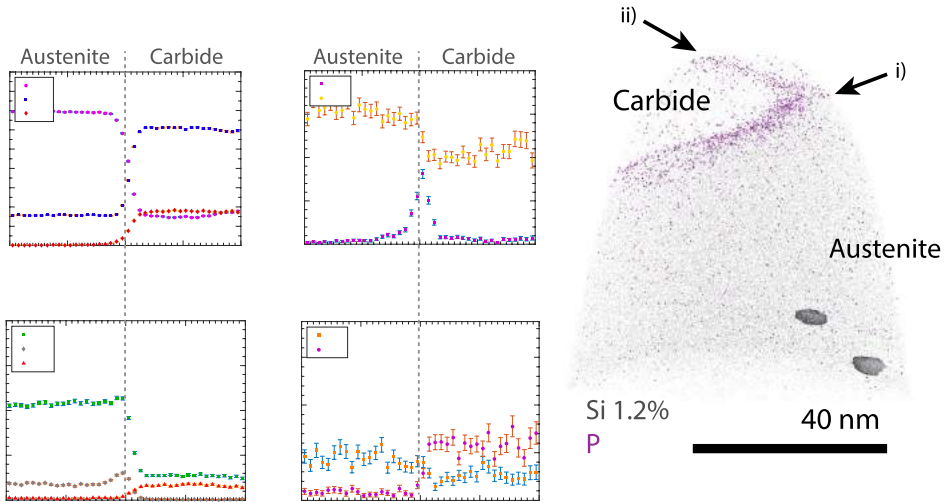 Austenite Carbide
Austenite Carbide
ii)
i)
Carbide
Austenite
Si 1.2%
P
40 nm